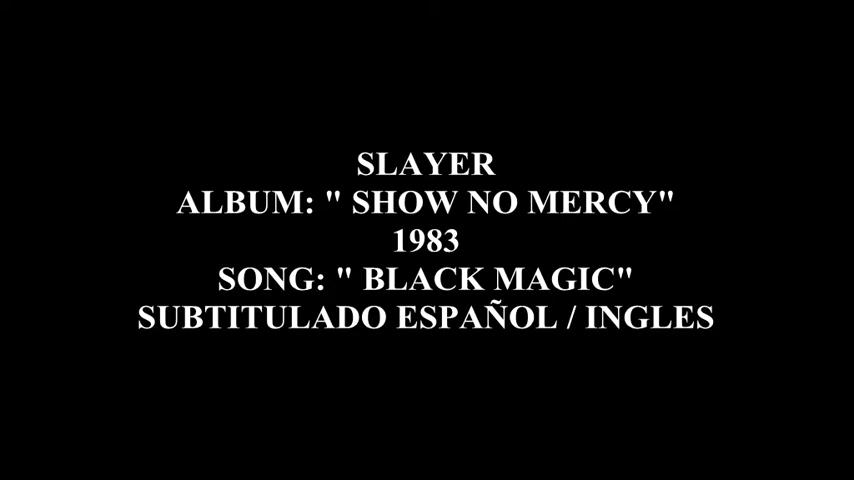 SLAYER
ALBUM: " SHOW NO MERCY"
1983
SONG: " BLACK MAGIC"
SUBTITULADO ESPAÑOL / INGLES